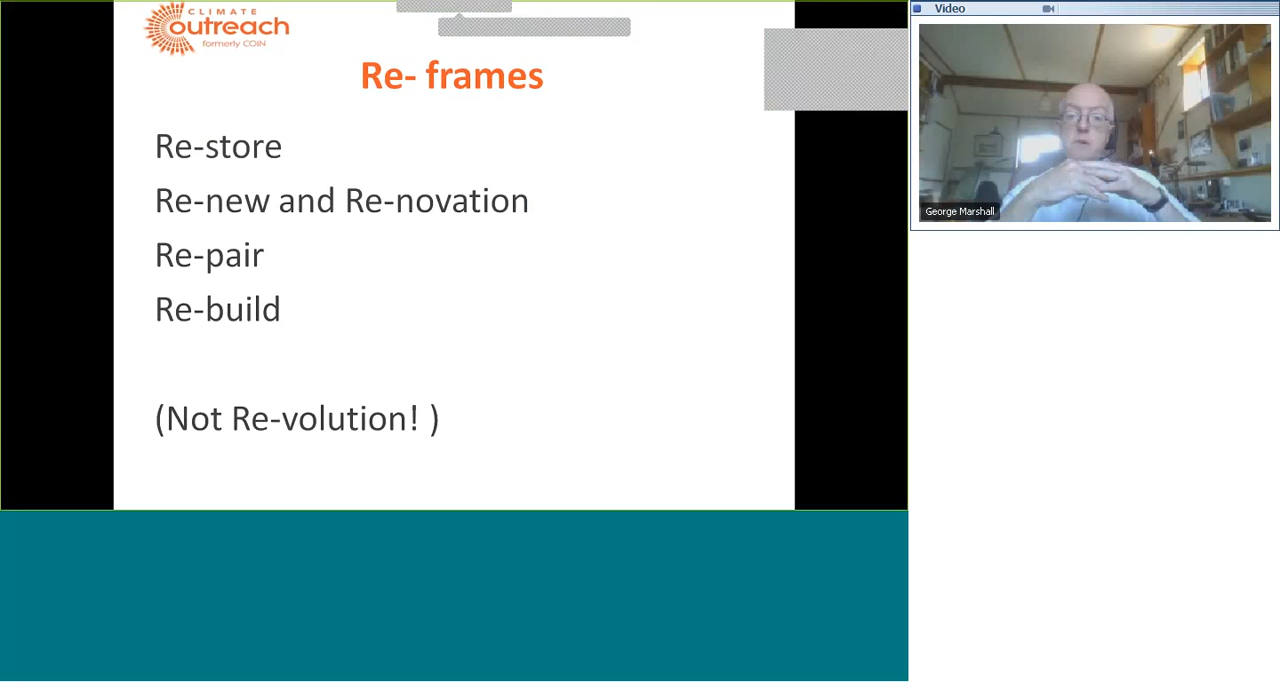 CLIMATE
outreach
formerly COIN
Re- frames
Re-store
Re-new and Re-novation
Re-pair
Re-build
(Not Re-volution! )
Video
George Marshall